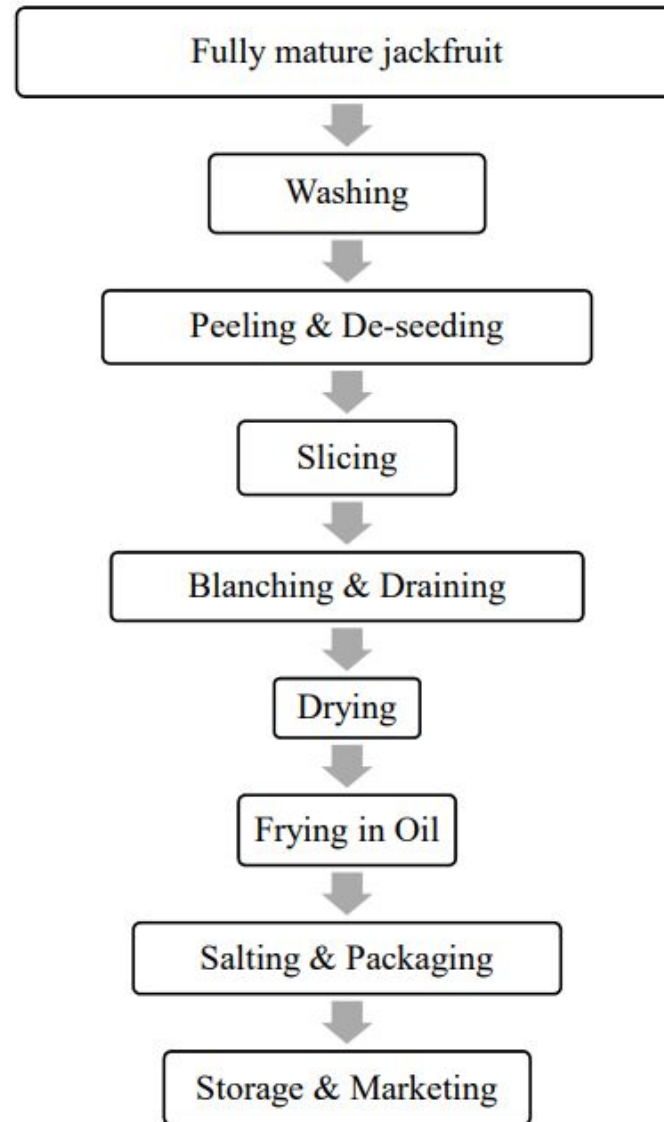 Fully mature jackfruit
Washing
Peeling & De-seeding
Slicing
Blanching & Draining
Drying
Frying in Oil
Salting & Packaging
Storage & Marketing